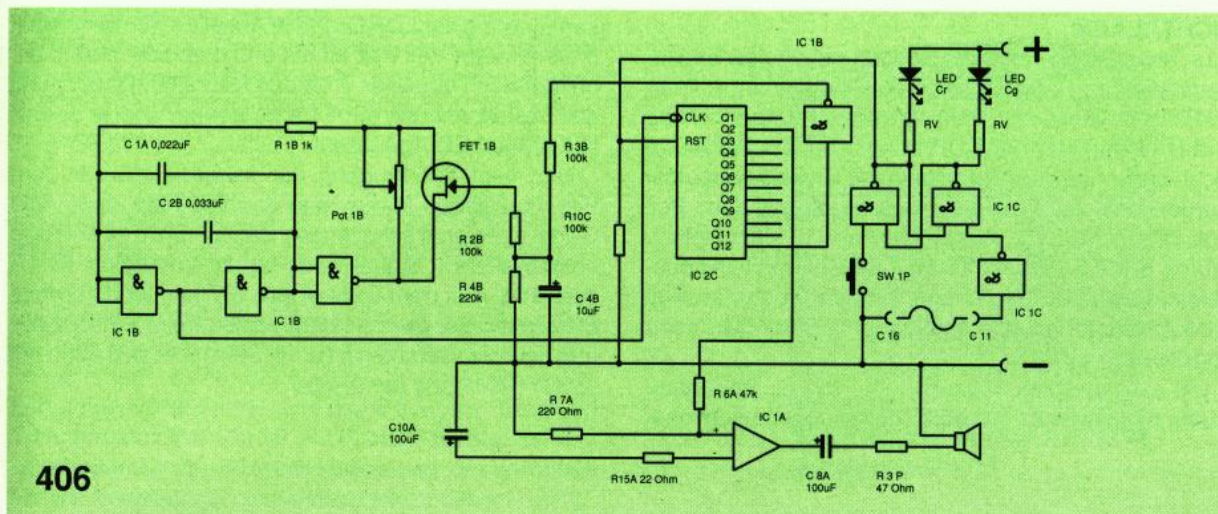 IC 1B
+
LED
Cr
LED
Cg
C 1A 0,022uF
R 1B 1k
FET 1B
CLK
RST
Q1
Q2
Q3
Q4
Q5
Q6
Q7
Q8
Q9
Q10
Q11
Q12
&
RV
RV
R 3B
100k
C 2B 0,033uF
Pot 1B
R10C
100k
IC 1C
R 2B
100k
&
&
&
R 4B
220k
C 4B
10uF
IC 2C
SW 1P
IC 1B
IC 1B
C 16
C 11
IC 1C
−
R 7A
220 Ohm
R 6A 47k
C10A
100uF
+
IC 1A
R15A 22 Ohm
C 8A
100uF
R 3 P
47 Ohm
406